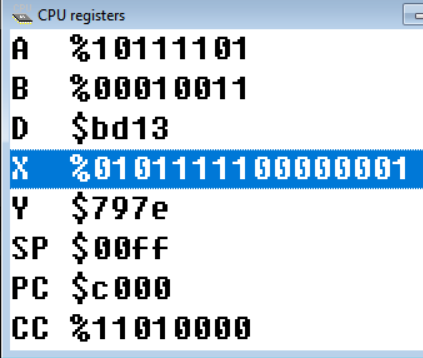 CPU registers
A %10111101
B %00010011
D $bd13
X %0101111100000001
Y $797e
SP $00ff
PC $c000
CC %11010000